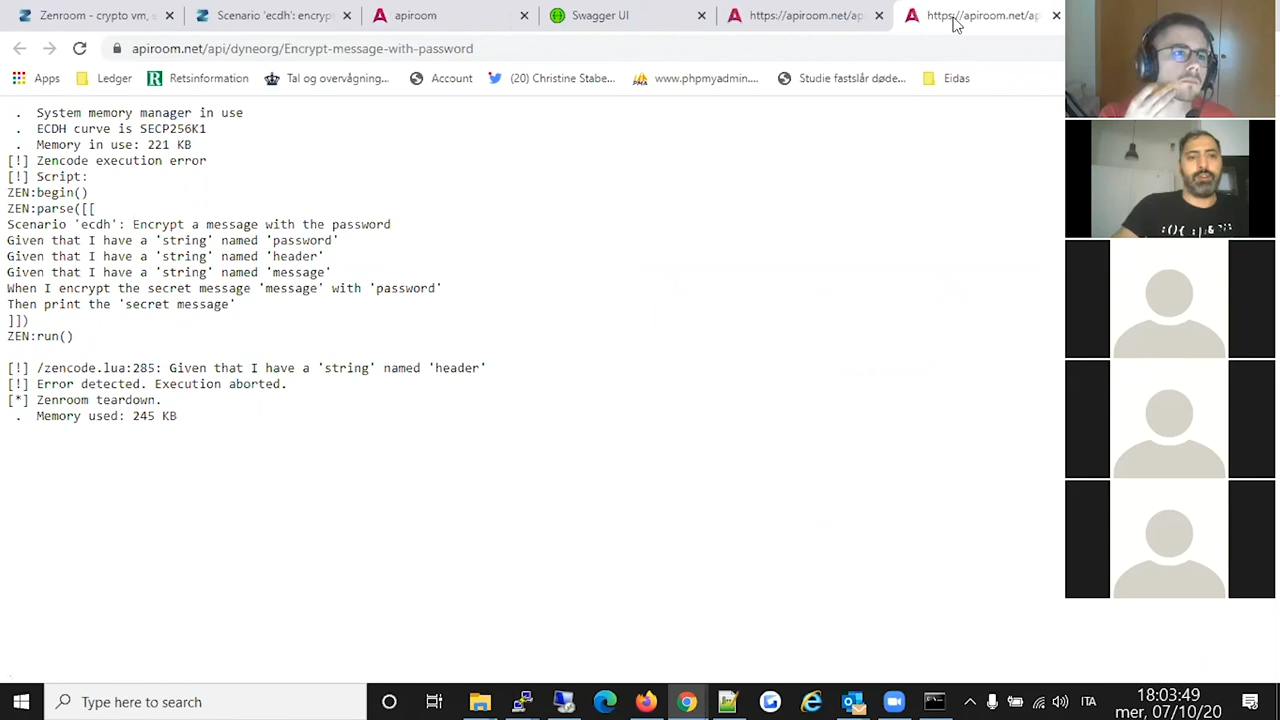 Zenroom - crypto vm,
Scenario 'ecdh': encryp
apiroom
Swagger UI
https://apiroom.net/ap
https://apiroom.net/ap
apiroom.net/api/dyneorg/Encrypt-message-with-password
Apps
Ledger
Retsinformation
Tal og overvågning...
Account
(20) Christine Stabe...
www.phpmyadmin....
Studie fastslår døde...
Eidas
. System memory manager in use
. ECDH curve is SECP256K1
. Memory in use: 221 KB
[!] Zencode execution error
[!] Script:
ZEN:begin()
ZEN:parse([[
Scenario 'ecdh': Encrypt a message with the password
Given that I have a 'string' named 'password'
Given that I have a 'string' named 'header'
Given that I have a 'string' named 'message'
When I encrypt the secret message 'message' with 'password'
Then print the 'secret message'
]])
ZEN:run()
[!] /zencode.lua:285: Given that I have a 'string' named 'header'
[!] Error detected. Execution aborted.
[*] Zenroom teardown.
. Memory used: 245 KB
Type here to search
ITA
18:03:49
mer, 07/10/20